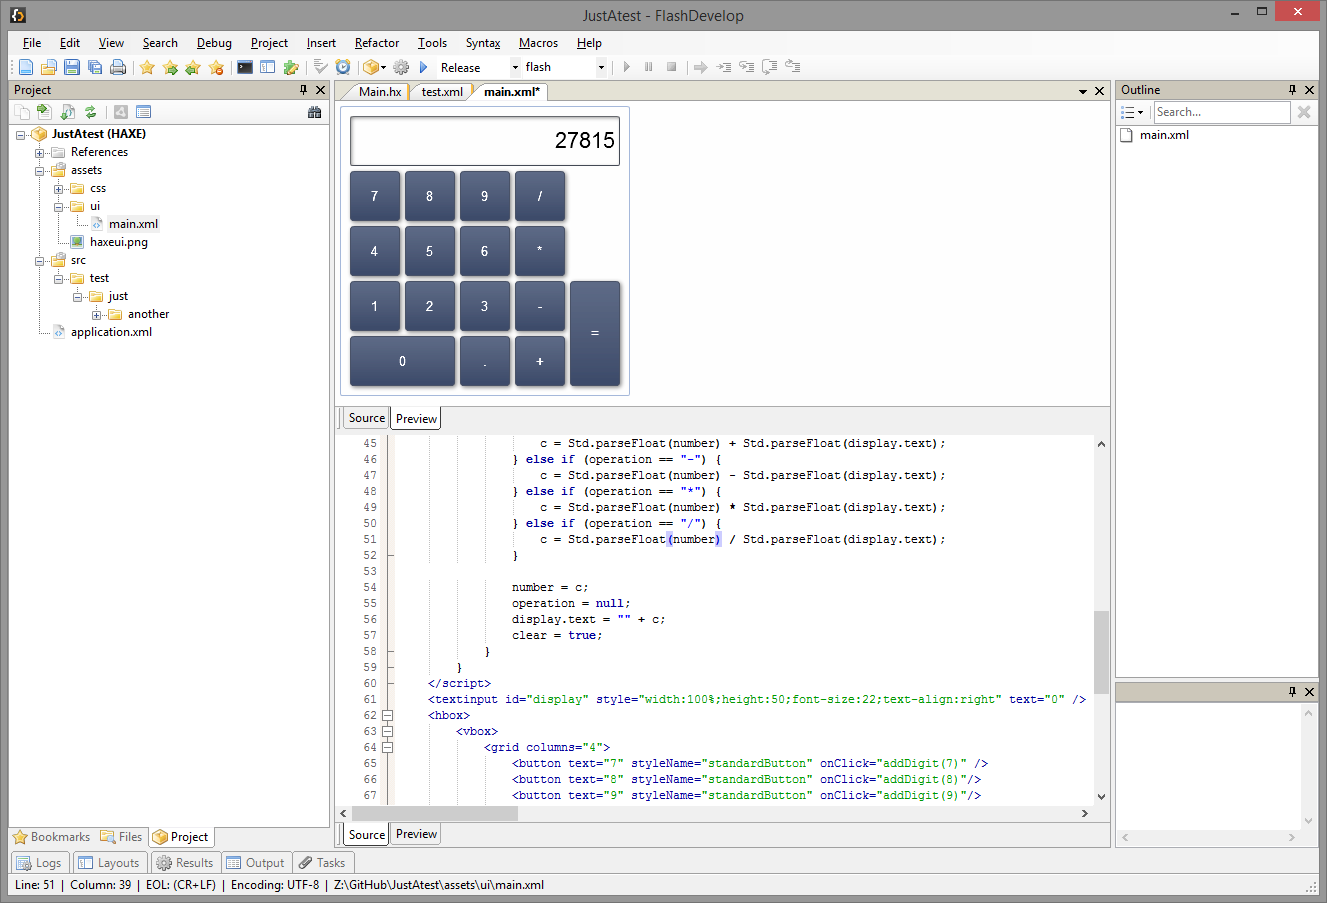 JustAtest - FlashDevelop
File Edit View Search Debug Project Insert Refactor Tools Syntax Macros Help
Release flash
Project
JustAtest (HAXE)
References
assets
css
ui
main.xml
haxeui.png
src
test
just
another
application.xml
Bookmarks Files Project
Main.hx test.xml main.xml*
27815
7 8 9 /
4 5 6 *
1 2 3 -
=
0 . +
Source Preview
45 c = Std.parseFloat(number) + Std.parseFloat(display.text);
46 } else if (operation == "-") {
47 c = Std.parseFloat(number) - Std.parseFloat(display.text);
48 } else if (operation == "*") {
49 c = Std.parseFloat(number) * Std.parseFloat(display.text);
50 } else if (operation == "/") {
51 c = Std.parseFloat(number) / Std.parseFloat(display.text);
52 }
53
54 number = c;
55 operation = null;
56 display.text = "" + c;
57 clear = true;
58 }
59 }
60 </script>
61 <textinput id="display" style="width:100%;height:50;font-size:22;text-align:right" text="0" />
62 <hbox>
63 <vbox>
64 <grid columns="4">
65 <button text="7" styleName="standardButton" onClick="addDigit(7)" />
66 <button text="8" styleName="standardButton" onClick="addDigit(8)"/>
67 <button text="9" styleName="standardButton" onClick="addDigit(9)"/>
Source Preview
Outline
Search...
main.xml
Logs Layouts Results Output Tasks
Line: 51 | Column: 39 | EOL: (CR+LF) | Encoding: UTF-8 | Z:\GitHub\JustAtest\assets\ui\main.xml